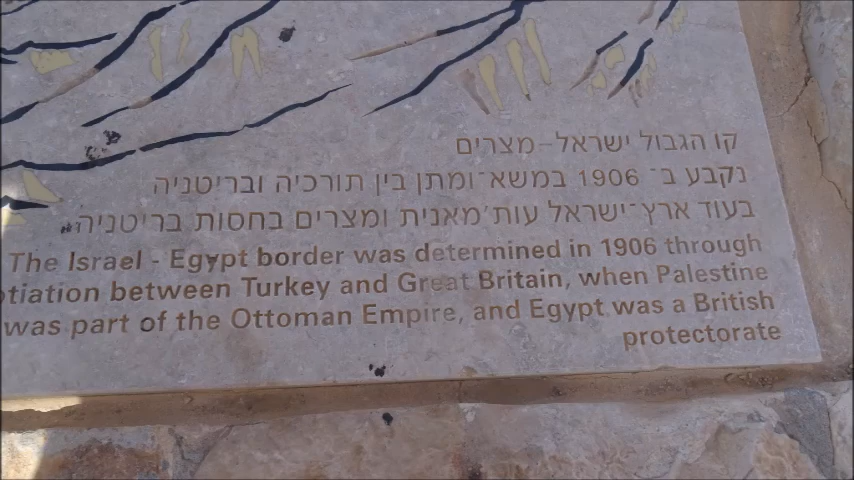 קו הגבול ישראל-מצרים
נקבע ב־ 1906 במשא־ומתן בין תורכיה ובריטניה
בעוד ארץ־ישראל עות'מאנית ומצרים בחסות בריטניה
The Israel - Egypt border was determined in 1906 through
tiation between Turkey and Great Britain, when Palestine
was part of the Ottoman Empire, and Egypt was a British
protectorate